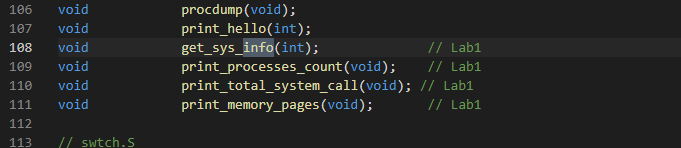 106 void procdump(void);
107 void print_hello(int);
108 void get_sys_info(int); // Lab1
109 void print_processes_count(void); // Lab1
110 void print_total_system_call(void); // Lab1
111 void print_memory_pages(void); // Lab1
112
113 // swtch.S